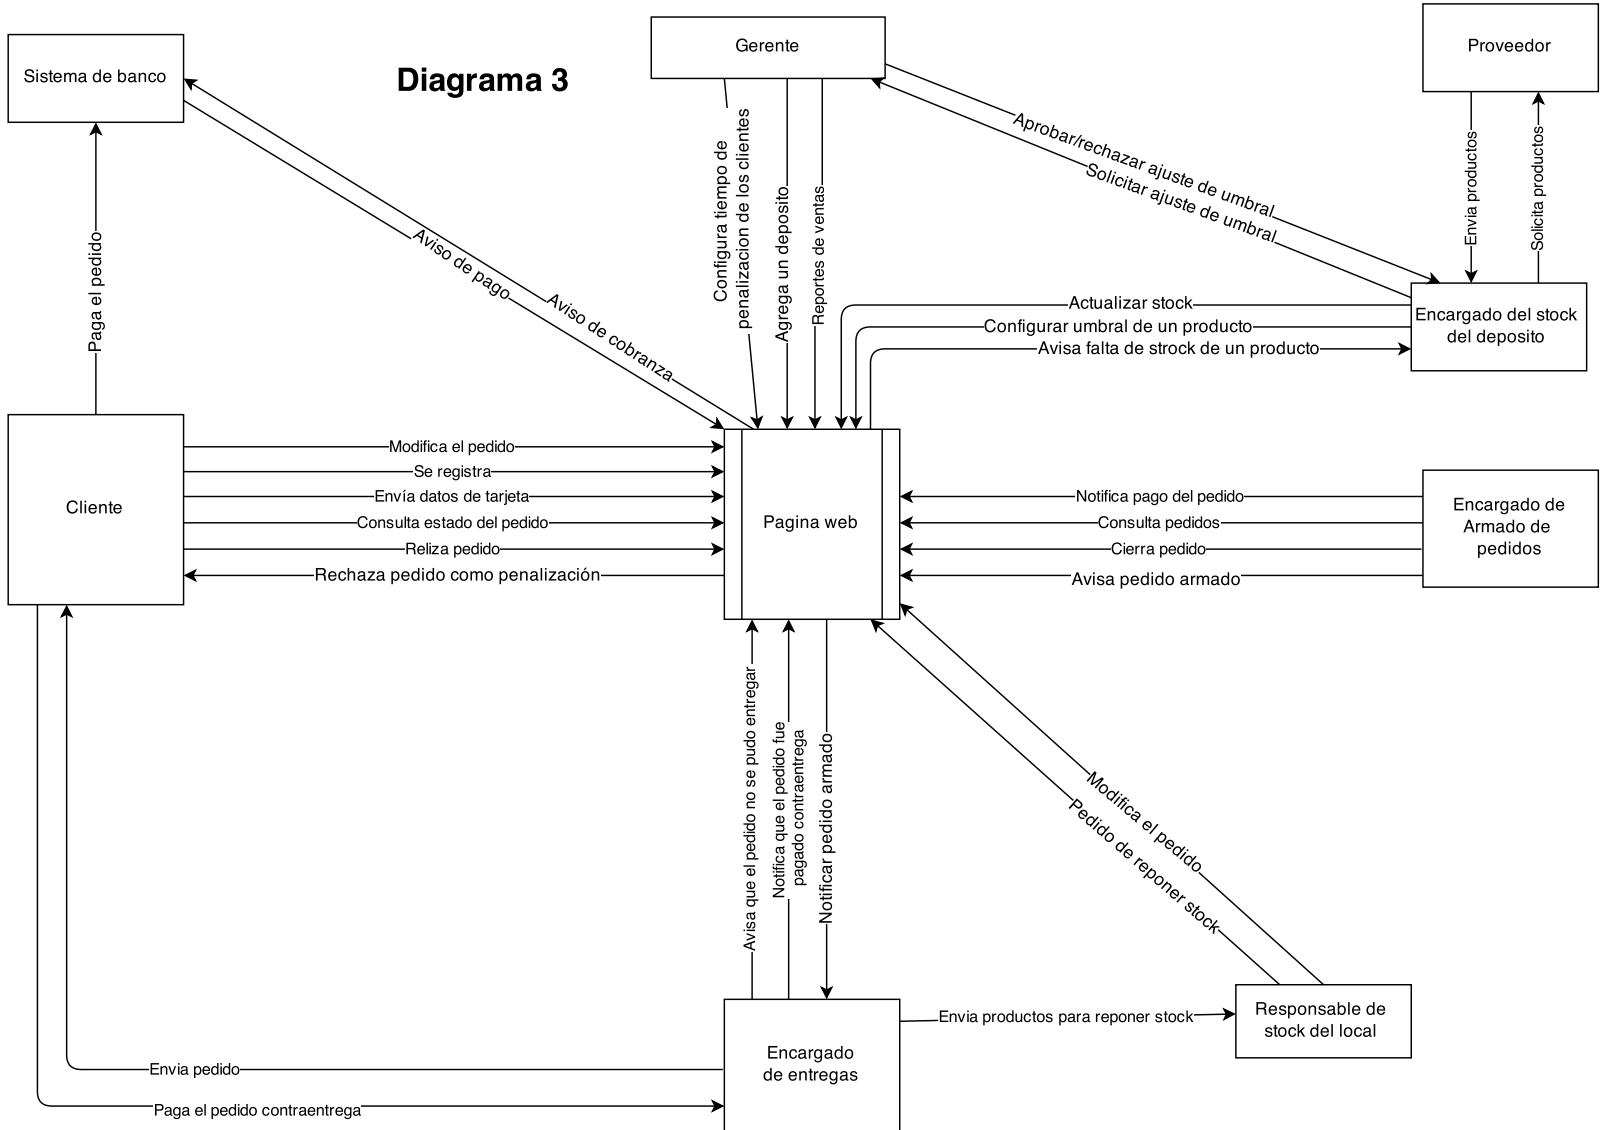 Sistema de banco
Diagrama 3
Gerente
Proveedor
Configura tiempo de
penalizacion de los clientes
Agrega un deposito
Reportes de ventas
Aprobar/rechazar ajuste de umbral
Solicitar ajuste de umbral
Envia productos
Solicita productos
Paga el pedido
Aviso de pago
Aviso de cobranza
Actualizar stock
Configurar umbral de un producto
Avisa falta de strock de un producto
Encargado del stock
del deposito
Cliente
Modifica el pedido
Se registra
Envía datos de tarjeta
Consulta estado del pedido
Reliza pedido
Rechaza pedido como penalización
Pagina web
Notifica pago del pedido
Consulta pedidos
Cierra pedido
Avisa pedido armado
Encargado de
Armado de
pedidos
Avisa que el pedido no se pudo entregar
Notifica que el pedido fue
pagado contraentrega
Notificar pedido armado
Modifica el pedido
Pedido de reponer stock
Envia productos para reponer stock
Responsable de
stock del local
Encargado
de entregas
Envia pedido
Paga el pedido contraentrega